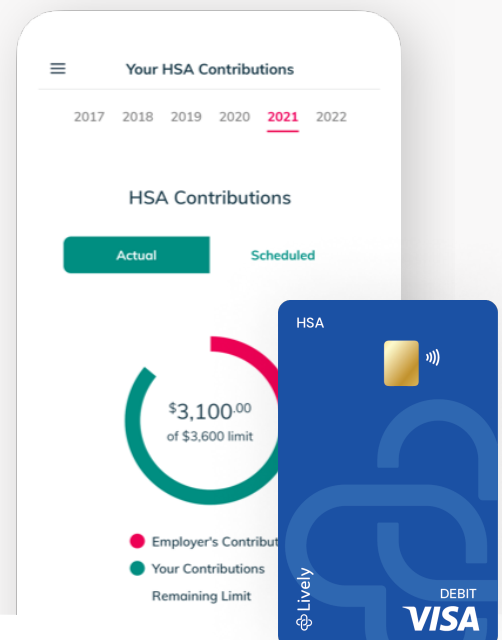 Your HSA Contributions
2017 2018 2019 2020 2021 2022
HSA Contributions
Actual Scheduled
HSA
$3,100.00
of $3,600 limit
Employer's
Your Contributions
Remaining Limit
Lively
DEBIT
VISA